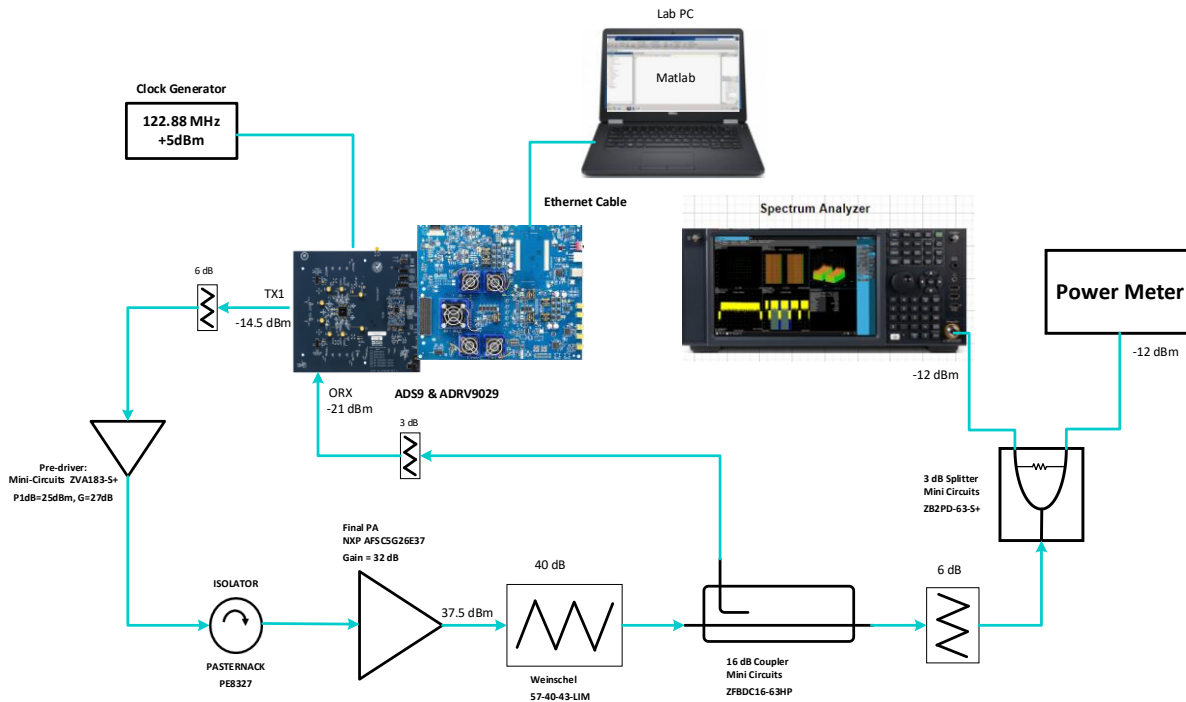 Lab PC
Matlab
Clock Generator
122.88 MHz
+5dBm
Ethernet Cable
Spectrum Analyzer
6 dB
TX1
-14.5 dBm
Power Meter
-12 dBm
-12 dBm
ORX
-21 dBm
ADS9 & ADRV9029
3 dB
Pre-driver:
Mini-Circuits ZVA183-S+
P1dB=25dBm, G=27dB
3 dB Splitter
Mini Circuits
ZB2PD-63-S+
Final PA
NXP AFSC5G26E37
Gain = 32 dB
ISOLATOR
PASTERNACK
PE8327
37.5 dBm
40 dB
Weinschel
57-40-43-LIM
16 dB Coupler
Mini Circuits
ZFBDC16-63HP
6 dB